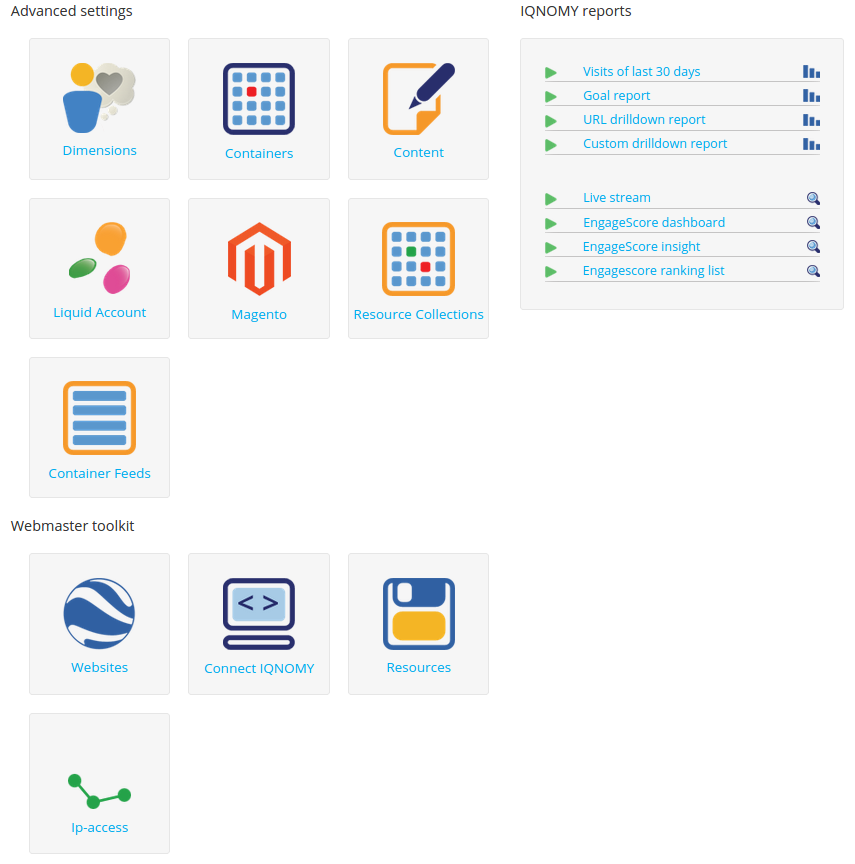 Advanced settings
Dimensions
Containers
Content
Liquid Account
Magento
Resource Collections
Container Feeds
Webmaster toolkit
Websites
< >
Connect IQNOMY
Resources
Ip-access
IQNOMY reports
Visits of last 30 days
Goal report
URL drilldown report
Custom drilldown report
Live stream
EngageScore dashboard
EngageScore insight
Engagescore ranking list